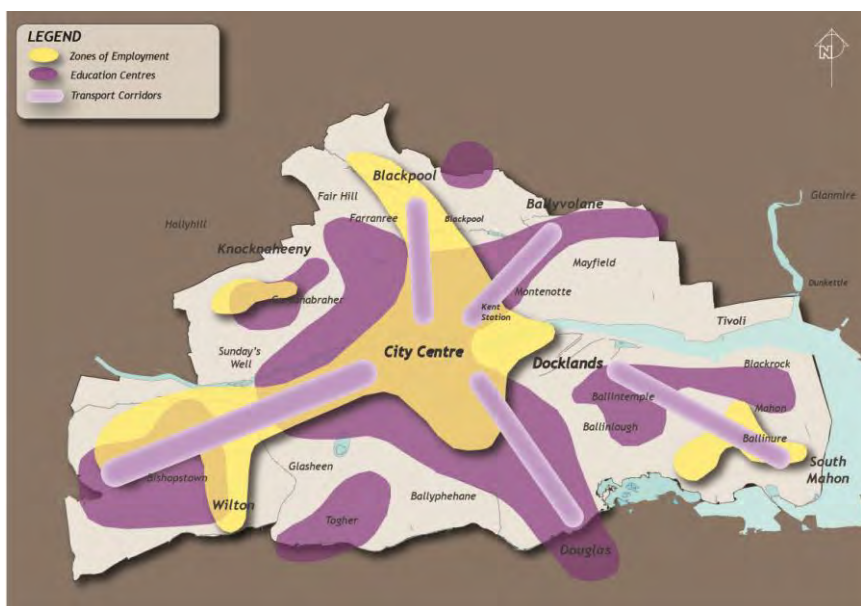 LEGEND
Zones of Employment
Education Centres
Transport Corridors
N
Blackpool
Fair Hill
Farranree
Blackpool
Ballyvolane
Glanmire
Hollyhill
Knocknaheeny
Mayfield
Montenotte
Dunkettle
Kent
Station
Tivoli
Sunday's
Well
City Centre
Docklands
Blackrock
Ballintemple
Mahon
Ballinlough
Ballinure
South
Mahon
Bishopstown
Glasheen
Wilton
Ballyphehane
Togher
Douglas